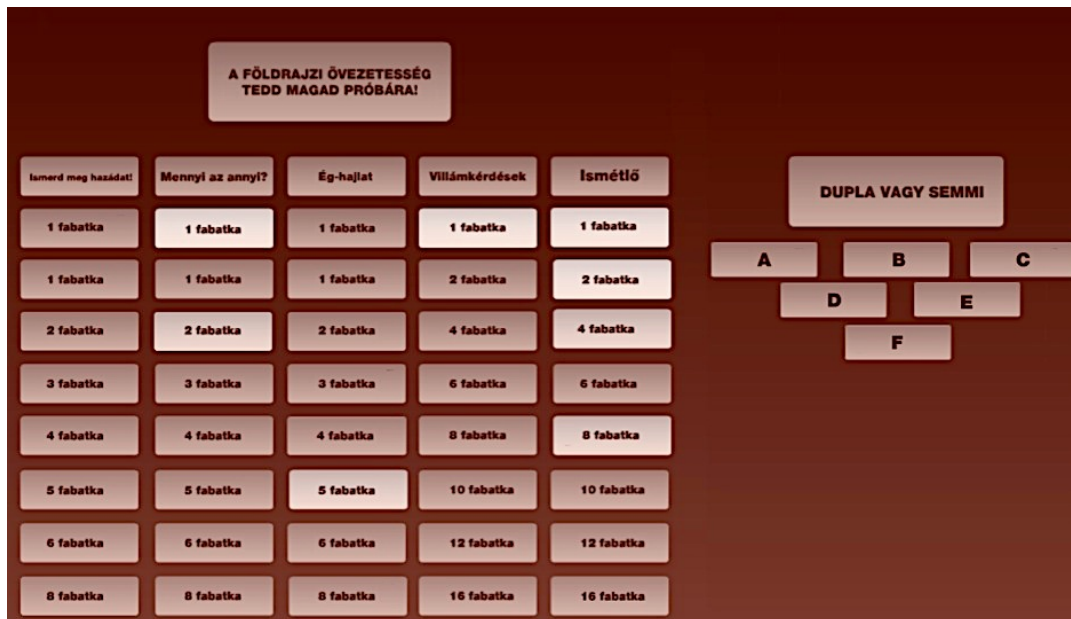 A FÖLDRAJZI ÖVEZETESSÉG
TEDD MAGAD PRÓBÁRA!
Ismerd meg hazádat! Mennyi az annyi? Ég-hajlat Villámkérdések Ismétlő
1 fabatka 1 fabatka 1 fabatka 1 fabatka 1 fabatka
1 fabatka 1 fabatka 1 fabatka 2 fabatka 2 fabatka
2 fabatka 2 fabatka 2 fabatka 4 fabatka 4 fabatka
3 fabatka 3 fabatka 3 fabatka 6 fabatka 6 fabatka
4 fabatka 4 fabatka 4 fabatka 8 fabatka 8 fabatka
5 fabatka 5 fabatka 5 fabatka 10 fabatka 10 fabatka
6 fabatka 6 fabatka 6 fabatka 12 fabatka 12 fabatka
8 fabatka 8 fabatka 8 fabatka 16 fabatka 16 fabatka
DUPLA VAGY SEMMI
A B C
D E
F